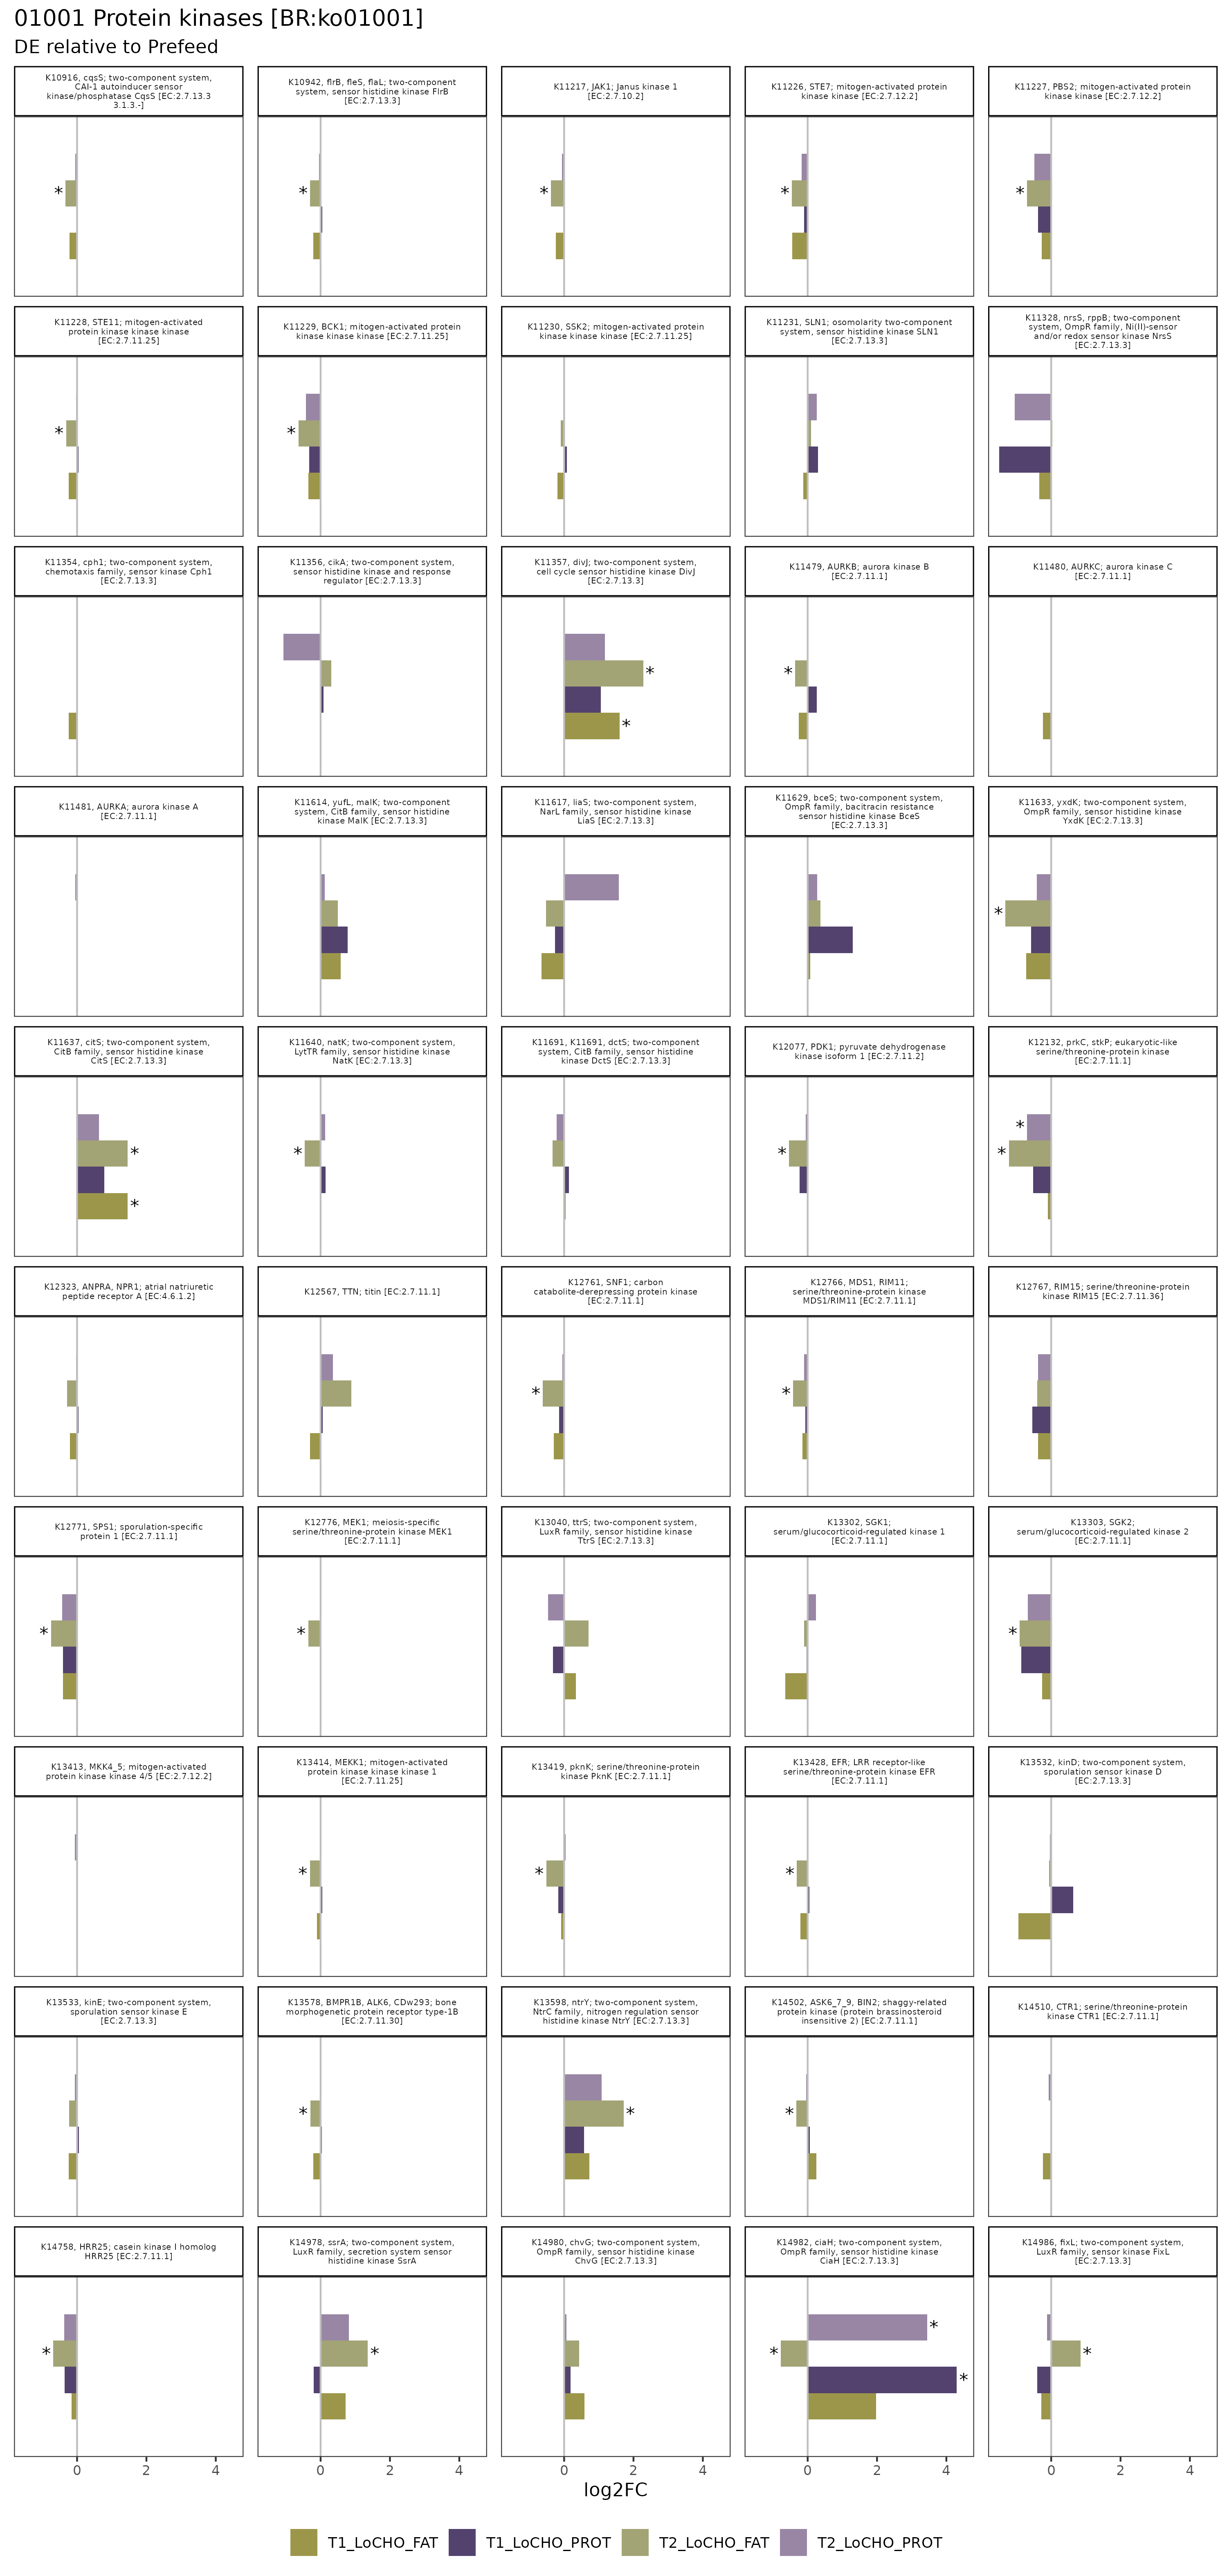 01001 Protein kinases [BR:ko01001]
DE relative to Prefeed
K10916, cqsS; two-component system,
CAI-1 autoinducer sensor
kinase/phosphatase CqsS [EC:2.7.13.3
3.1.3.-]
K10942, flrB, fleS, flaL; two-component
system, sensor histidine kinase FlrB
[EC:2.7.13.3]
K11217, JAK1; Janus kinase 1
[EC:2.7.10.2]
K11226, STE7; mitogen-activated protein
kinase kinase [EC:2.7.12.2]
K11227, PBS2; mitogen-activated protein
kinase kinase [EC:2.7.12.2]
*
*
*
*
*
K11228, STE11; mitogen-activated
protein kinase kinase kinase
[EC:2.7.11.25]
K11229, BCK1; mitogen-activated protein
kinase kinase kinase [EC:2.7.11.25]
K11230, SSK2; mitogen-activated protein
kinase kinase kinase [EC:2.7.11.25]
K11231, SLN1; osmolarity two-component
system, sensor histidine kinase SLN1
[EC:2.7.13.3]
K11328, nrsS, rppB; two-component
system, OmpR family, Ni(II)-sensor
and/or redox sensor kinase NrsS
[EC:2.7.13.3]
*
*
K11354, cph1; two-component system,
chemotaxis family, sensor kinase Cph1
[EC:2.7.13.3]
K11356, cikA; two-component system,
sensor histidine kinase and response
regulator [EC:2.7.13.3]
K11357, divJ; two-component system,
cell cycle sensor histidine kinase DivJ
[EC:2.7.13.3]
K11479, AURKB; aurora kinase B
[EC:2.7.11.1]
K11480, AURKC; aurora kinase C
[EC:2.7.11.1]
*
*
*
K11481, AURKA; aurora kinase A
[EC:2.7.11.1]
K11614, yufL, malK; two-component
system, CitB family, sensor histidine
kinase MalK [EC:2.7.13.3]
K11617, liaS; two-component system,
NarL family, sensor histidine kinase
LiaS [EC:2.7.13.3]
K11629, bceS; two-component system,
OmpR family, bacitracin resistance
sensor histidine kinase BceS
[EC:2.7.13.3]
K11633, yxdK; two-component system,
OmpR family, sensor histidine kinase
YxdK [EC:2.7.13.3]
*
K11637, citS; two-component system,
CitB family, sensor histidine kinase
CitS [EC:2.7.13.3]
K11640, natK; two-component system,
LytTR family, sensor histidine kinase
NatK [EC:2.7.13.3]
K11691, K11691, dctS; two-component
system, CitB family, sensor histidine
kinase DctS [EC:2.7.13.3]
K12077, PDK1; pyruvate dehydrogenase
kinase isoform 1 [EC:2.7.11.2]
K12132, prkC, stkP; eukaryotic-like
serine/threonine-protein kinase
[EC:2.7.11.1]
*
*
*
*
*
*
K12323, ANPRA, NPR1; atrial natriuretic
peptide receptor A [EC:4.6.1.2]
K12567, TTN; titin [EC:2.7.11.1]
K12761, SNF1; carbon
catabolite-derepressing protein kinase
[EC:2.7.11.1]
K12766, MDS1, RIM11;
serine/threonine-protein kinase
MDS1/RIM11 [EC:2.7.11.1]
K12767, RIM15; serine/threonine-protein
kinase RIM15 [EC:2.7.11.36]
*
*
K12771, SPS1; sporulation-specific
protein 1 [EC:2.7.11.1]
K12776, MEK1; meiosis-specific
serine/threonine-protein kinase MEK1
[EC:2.7.11.1]
K13040, ttrS; two-component system,
LuxR family, sensor histidine kinase
TtrS [EC:2.7.13.3]
K13302, SGK1;
serum/glucocorticoid-regulated kinase 1
[EC:2.7.11.1]
K13303, SGK2;
serum/glucocorticoid-regulated kinase 2
[EC:2.7.11.1]
*
*
*
K13413, MKK4_5; mitogen-activated
protein kinase kinase 4/5 [EC:2.7.12.2]
K13414, MEKK1; mitogen-activated
protein kinase kinase kinase 1
[EC:2.7.11.25]
K13419, pknK; serine/threonine-protein
kinase PknK [EC:2.7.11.1]
K13428, EFR; LRR receptor-like
serine/threonine-protein kinase EFR
[EC:2.7.11.1]
K13532, kinD; two-component system,
sporulation sensor kinase D
[EC:2.7.13.3]
*
*
*
K13533, kinE; two-component system,
sporulation sensor kinase E
[EC:2.7.13.3]
K13578, BMPR1B, ALK6, CDw293; bone
morphogenetic protein receptor type-1B
[EC:2.7.11.30]
K13598, ntrY; two-component system,
NtrC family, nitrogen regulation sensor
histidine kinase NtrY [EC:2.7.13.3]
K14502, ASK6_7_9, BIN2; shaggy-related
protein kinase (protein brassinosteroid
insensitive 2) [EC:2.7.11.1]
K14510, CTR1; serine/threonine-protein
kinase CTR1 [EC:2.7.11.1]
*
*
*
K14758, HRR25; casein kinase I homolog
HRR25 [EC:2.7.11.1]
K14978, ssrA; two-component system,
LuxR family, secretion system sensor
histidine kinase SsrA
K14980, chvG; two-component system,
OmpR family, sensor histidine kinase
ChvG [EC:2.7.13.3]
K14982, ciaH; two-component system,
OmpR family, sensor histidine kinase
CiaH [EC:2.7.13.3]
K14986, fixL; two-component system,
LuxR family, sensor kinase FixL
[EC:2.7.13.3]
*
*
*
*
*
*
0 2 4 0 2 4 0 2 4 0 2 4 0 2 4
log2FC
T1_LoCHO_FAT T1_LoCHO_PROT T2_LoCHO_FAT T2_LoCHO_PROT